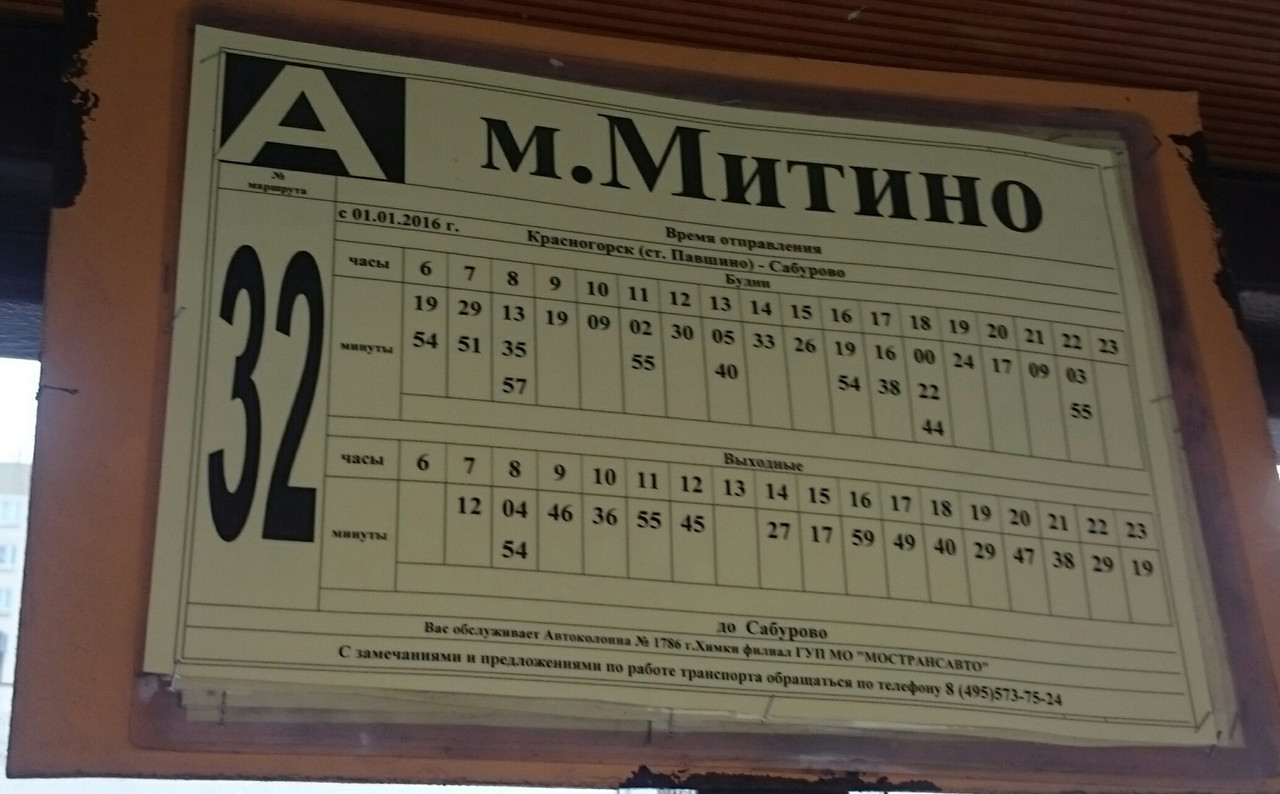 А
м.Митино
№
маршрута
Время отправления
с 01.01.2016 г.
Красногорск (ст. Павшино) - Сабурово
Будни
32
часы 6 7 8 9 10 11 12 13 14 15 16 17 18 19 20 21 22 23
минуты 19 29 13 19 09 02 30 05 33 26 19 16 00 24 17 09 03
54 51 35 55 40 54 38 22 55
57 44
Выходные
часы 6 7 8 9 10 11 12 13 14 15 16 17 18 19 20 21 22 23
минуты 12 04 46 36 55 45 27 17 59 49 40 29 47 38 29 19
54
до Сабурово
Вас обслуживает Автоколонна № 1786 г.Химки филиал ГУП МО "МОСТРАНСАВТО"
С замечаниями и предложениями по работе транспорта обращаться по телефону 8 (495)573-75-24